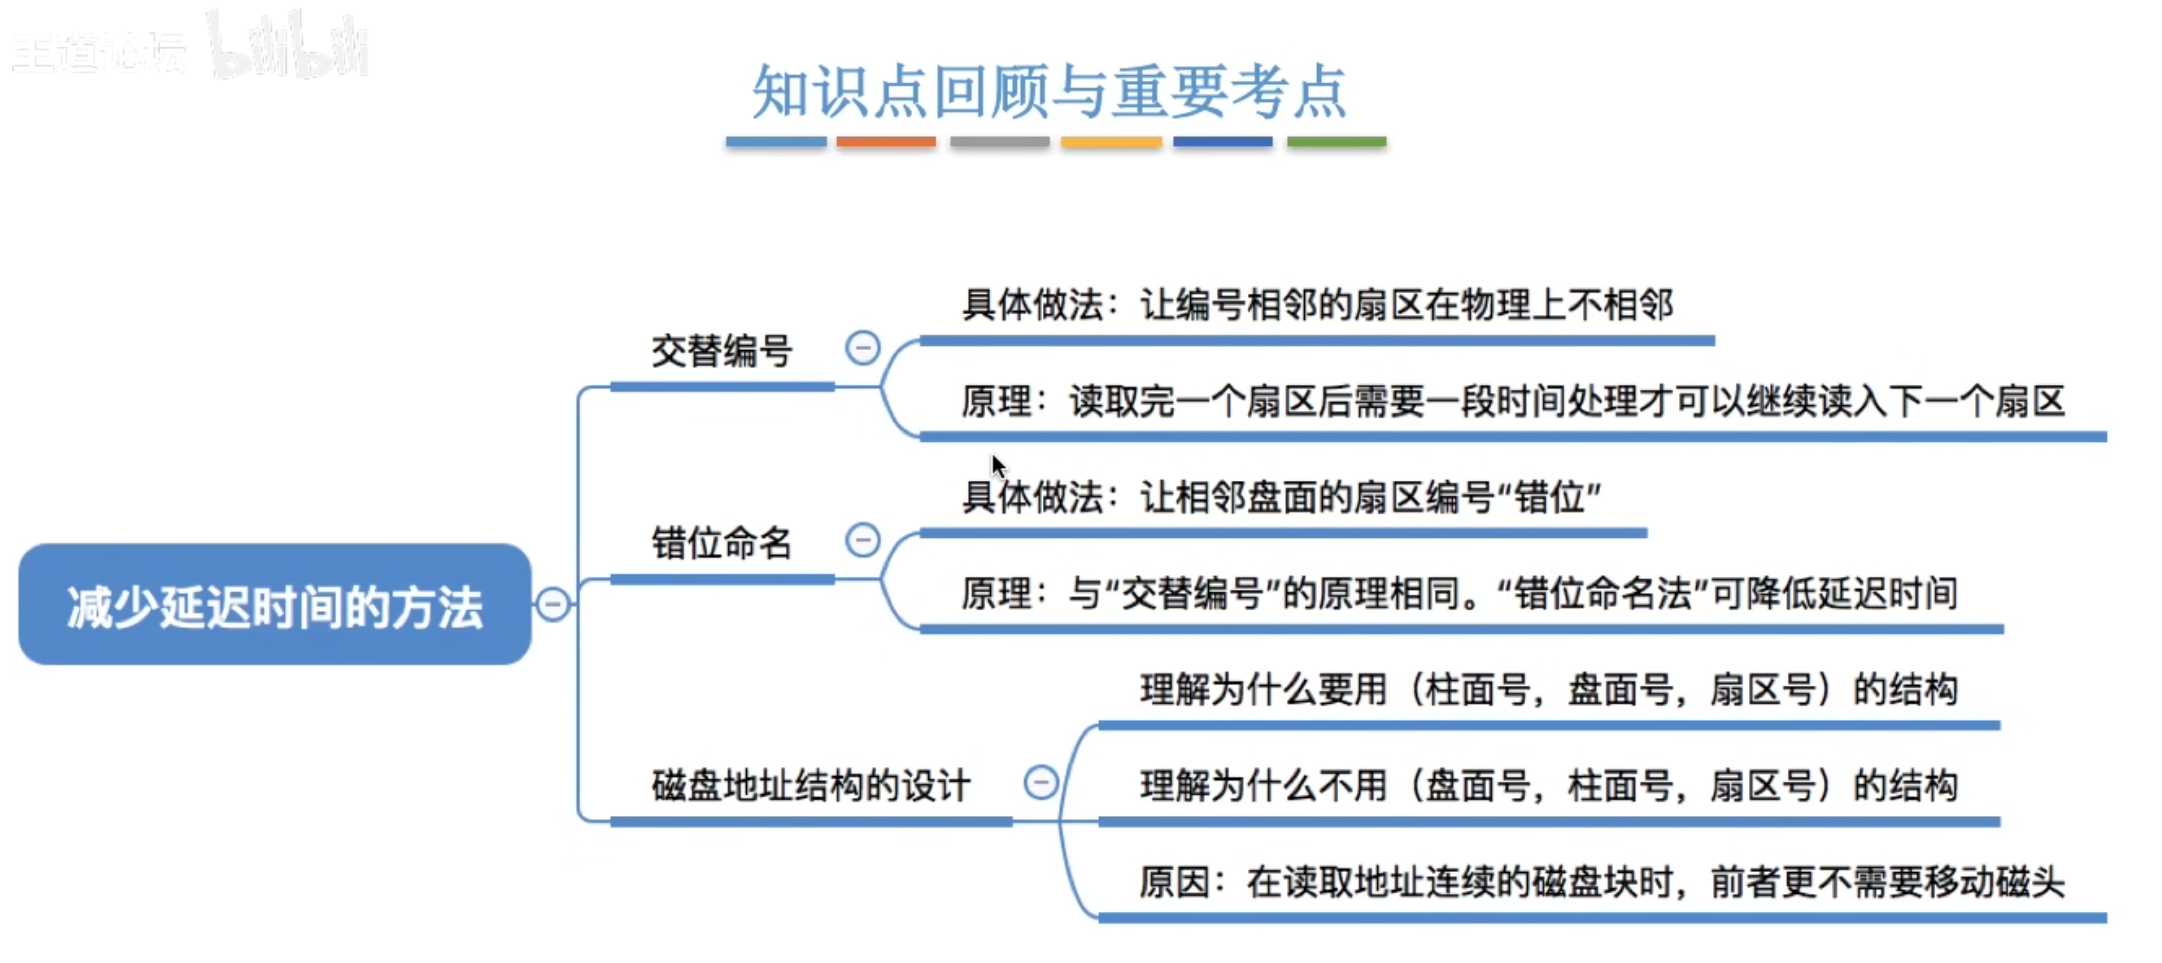 王道论坛 bilibili
知识点回顾与重要考点
减少延迟时间的方法
交替编号
具体做法：让编号相邻的扇区在物理上不相邻
原理：读取完一个扇区后需要一段时间处理才可以继续读入下一个扇区
错位命名
具体做法：让相邻盘面的扇区编号“错位”
原理：与“交替编号”的原理相同。“错位命名法”可降低延迟时间
磁盘地址结构的设计
理解为什么要用（柱面号，盘面号，扇区号）的结构
理解为什么不用（盘面号，柱面号，扇区号）的结构
原因：在读取地址连续的磁盘块时，前者更不需要移动磁头